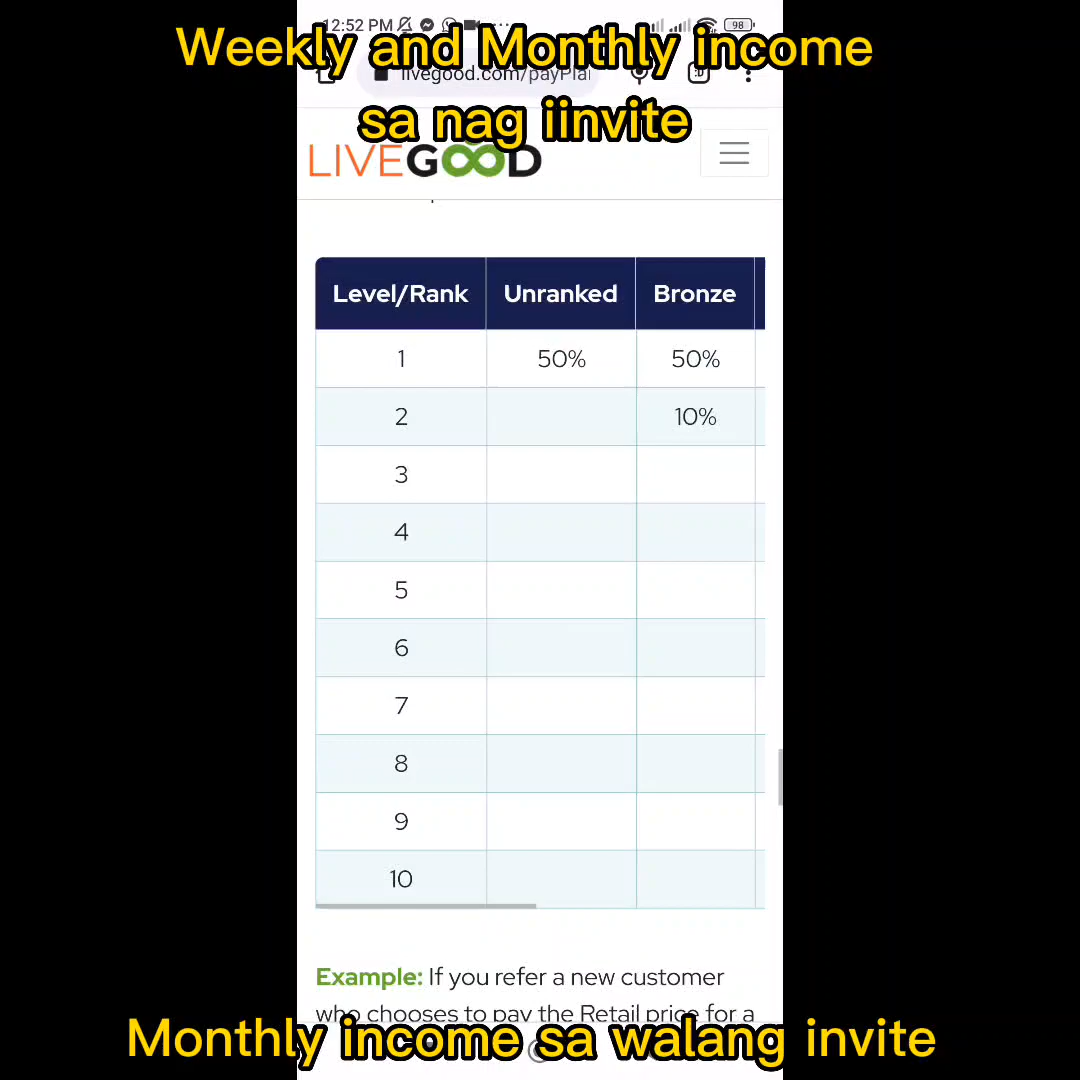 12:52 PM
98
Weekly and Monthly income
livegood.com/payPlan
sa nag iinvite
LIVEGOOD
Level/Rank Unranked Bronze
1 50% 50%
2 10%
3
4
5
6
7
8
9
10
Example: If you refer a new customer
who chooses to pay the Retail price for a
Monthly income sa walang invite